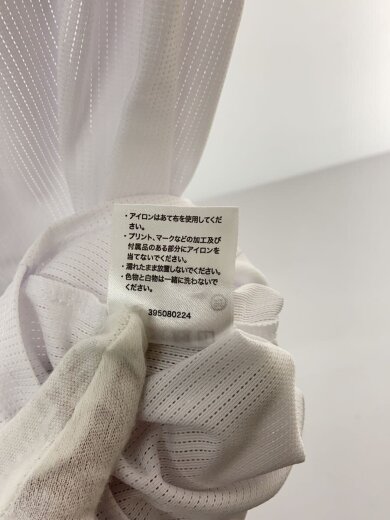 ・アイロンはあて布を使用してくだ
さい。
・プリント、マークなどの加工及び
付属品のある部分にアイロンを
当てないでください。
・濡れたまま放置しないでください。
・色物と白物は一緒に洗わないで
ください。
395080224